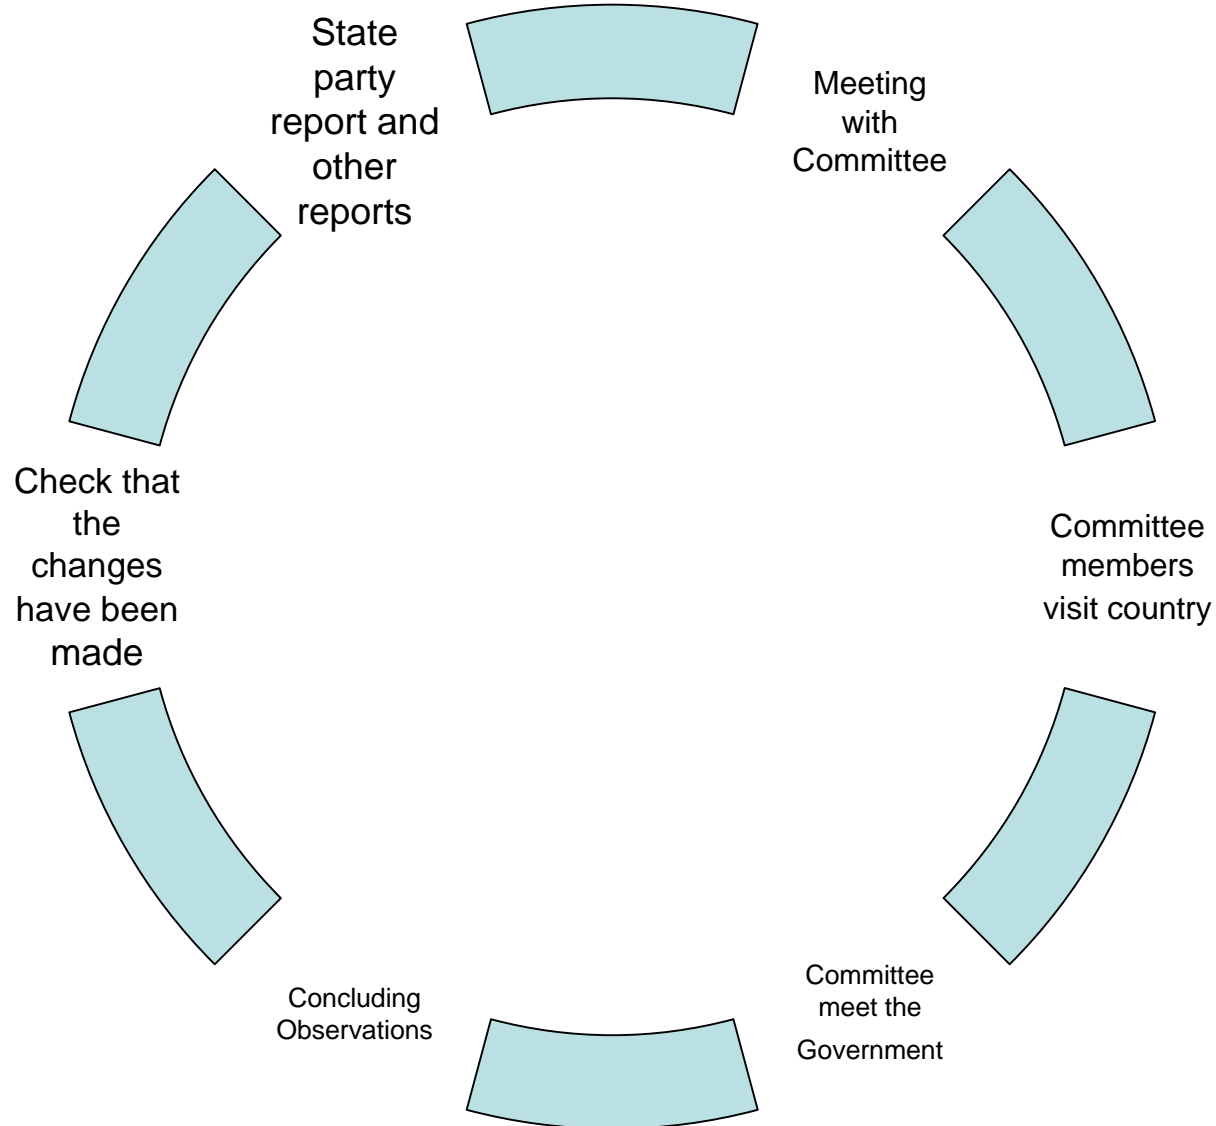 State
party
report and
other
reports
Meeting
with
Committee
Committee
members
visit country
Committee
meet the
Government
Concluding
Observations
Check that
the
changes
have been
made